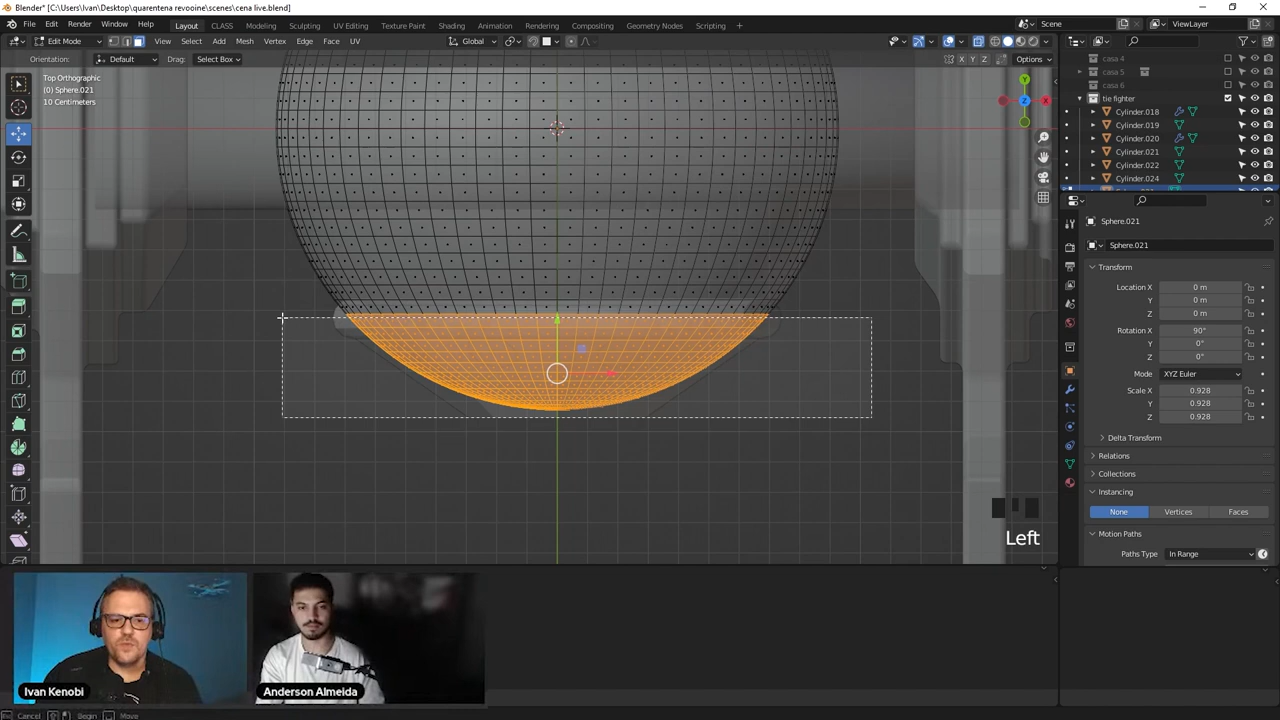 Blender* [C:\Users\Ivan\Desktop\quarentena revooine\scenes\cena live.blend]
File Edit Render Window Help Layout CLASS Modeling Sculpting UV Editing Texture Paint Shading Animation Rendering Compositing Geometry Nodes Scripting Scene ViewLayer
Edit Mode View Select Add Mesh Vertex Edge Face UV Global
Orientation: Default Drag: Select Box X Y Z Options
Top Orthographic
(0) Sphere.021
10 Centimeters
Y
X
Z
casa 4
casa 5
casa 6
tie fighter
Cylinder.018
Cylinder.019
Cylinder.020
Cylinder.021
Cylinder.022
Cylinder.024
Sphere.021
Sphere.021
Transform
Location X 0 m
Y 0 m
Z 0 m
Rotation X 90°
Y 0°
Z 0°
Mode XYZ Euler
Scale X 0.928
Y 0.928
Z 0.928
Delta Transform
Relations
Collections
Instancing
None Vertices Faces
Motion Paths
Paths Type In Range
Left
Ivan Kenobi
Anderson Almeida
Cancel Begin Move